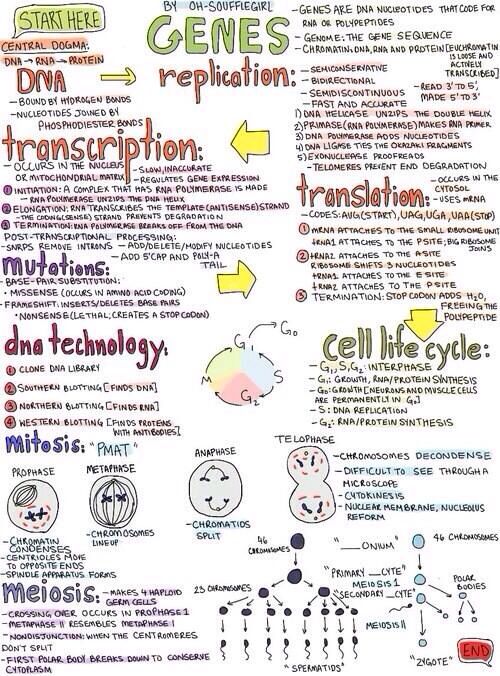 START HERE
BY OH-SOUFFLEGIRL
GENES
-GENES ARE DNA NUCLEOTIDES THAT CODE FOR
RNA OR POLYPEPTIDES
-GENOME: THE GENE SEQUENCE
-CHROMATIN: DNA, RNA AND PROTEIN [EUCHROMATIN
IS LOOSE AND
ACTIVELY
TRANSCRIBED]
CENTRAL DOGMA:
DNA → RNA → PROTEIN
DNA
-BOUND BY HYDROGEN BONDS
-NUCLEOTIDES JOINED BY
PHOSPHODIESTER BONDS
replication:
-SEMICONSERVATIVE
-BIDIRECTIONAL
-SEMIDISCONTINUOUS
-FAST AND ACCURATE
-READ 3' TO 5',
MADE 5' TO 3'
1) DNA HELICASE UNZIPS THE DOUBLE HELIX
2) PRIMASE (RNA POLYMERASE) MAKES RNA PRIMER
3) DNA POLYMERASE ADDS NUCLEOTIDES
4) DNA LIGASE TIES THE OKAZAKI FRAGMENTS
5) EXONUCLEASE PROOFREADS
-TELOMERES PREVENT END DEGRADATION
transcription:
-OCCURS IN THE NUCLEUS
OR MITOCHONDRIAL MATRIX
-SLOW, INACCURATE
-REGULATES GENE EXPRESSION
1 INITIATION: A COMPLEX THAT HAS RNA POLYMERASE IS MADE
-RNA POLYMERASE UNZIPS THE DNA HELIX
2 ELONGATION: RNA TRANSCRIBES THE TEMPLATE (ANTISENSE) STRAND
-THE CODING (SENSE) STRAND PREVENTS DEGRADATION
3 TERMINATION: RNA POLYMERASE BREAKS OFF FROM THE DNA
POST-TRANSCRIPTIONAL PROCESSING:
-SNRPS REMOVE INTRONS
-ADD/DELETE/MODIFY NUCLEOTIDES
-ADD 5'CAP AND POLY-A
TAIL
translation:
-OCCURS IN THE
CYTOSOL
-USES mRNA
-CODES: AUG (START), UAG, UGA, UAA (STOP)
1 mRNA ATTACHES TO THE SMALL RIBOSOME UNIT
tRNA1 ATTACHES TO THE P SITE; BIG RIBOSOME
JOINS
2 tRNA2 ATTACHES TO THE A SITE
RIBOSOME SHIFTS 3 NUCLEOTIDES
tRNA1 ATTACHES TO THE E SITE
tRNA2 ATTACHES TO THE P SITE
3 TERMINATION: STOP CODON ADDS H2O,
FREEING THE
POLYPEPTIDE
mutations:
-BASE-PAIR SUBSTITUTION:
• MISSENSE (OCCURS IN AMINO ACID CODING)
-FRAMESHIFT: INSERTS/DELETES BASE PAIRS
•NONSENSE (LETHAL; CREATES A STOP CODON)
dna technology:
1 CLONE DNA LIBRARY
2 SOUTHERN BLOTTING [FINDS DNA]
3 NORTHERN BLOTTING [FINDS RNA]
4 WESTERN BLOTTING [FINDS PROTEINS
WITH ANTIBODIES]
G0
G1
M
S
G2
cell life cycle:
-G1, S, G2: INTERPHASE
-G1: GROWTH, RNA/PROTEIN SYNTHESIS
-G0: GROWTH [NEURONS AND MUSCLE CELLS
ARE PERMANENTLY IN G0]
-S: DNA REPLICATION
-G2: RNA/PROTEIN SYNTHESIS
mitosis: "PMAT"
PROPHASE
-CHROMATIN
CONDENSES
-CENTRIOLES MOVE
TO OPPOSITE ENDS
-SPINDLE APPARATUS FORMS
METAPHASE
-CHROMOSOMES
LINE UP
ANAPHASE
-CHROMATIDS
SPLIT
TELOPHASE
-CHROMOSOMES DECONDENSE
-DIFFICULT TO SEE THROUGH A
MICROSCOPE
-CYTOKINESIS
-NUCLEAR MEMBRANE, NUCLEOLUS
REFORM
meiosis:
-MAKES 4 HAPLOID
GERM CELLS
-CROSSING OVER OCCURS IN PROPHASE 1
-METAPHASE II RESEMBLES METAPHASE I
-NONDISJUNCTION: WHEN THE CENTROMERES
DON'T SPLIT
-FIRST POLAR BODY BREAKS DOWN TO CONSERVE
CYTOPLASM
46
CHROMOSOMES
"___ONIUM"
46 CHROMOSOMES
23 CHROMOSOMES
"PRIMARY __CYTE"
MEIOSIS 1
"SECONDARY __CYTE"
POLAR
BODIES
MEIOSIS II
"SPERMATIDS"
"ZYGOTE"
END